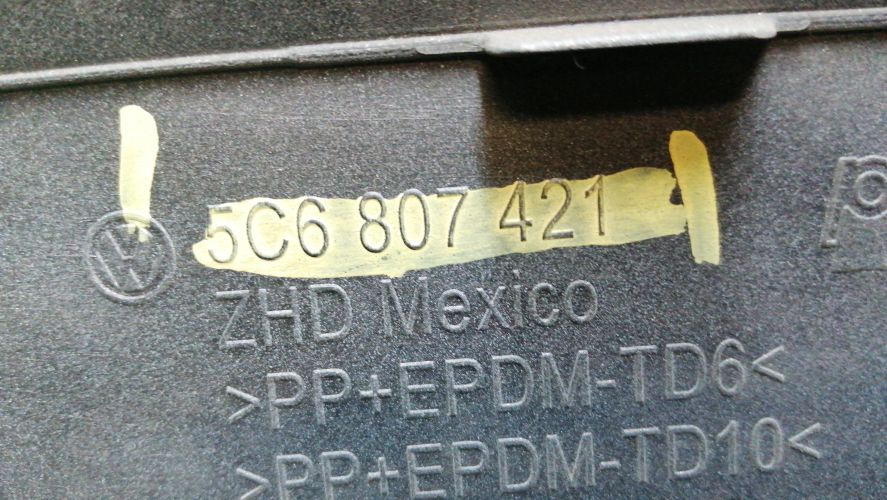 5C6 807 421
ZHD Mexico
>PP+EPDM-TD6<
>PP+EPDM-TD10<